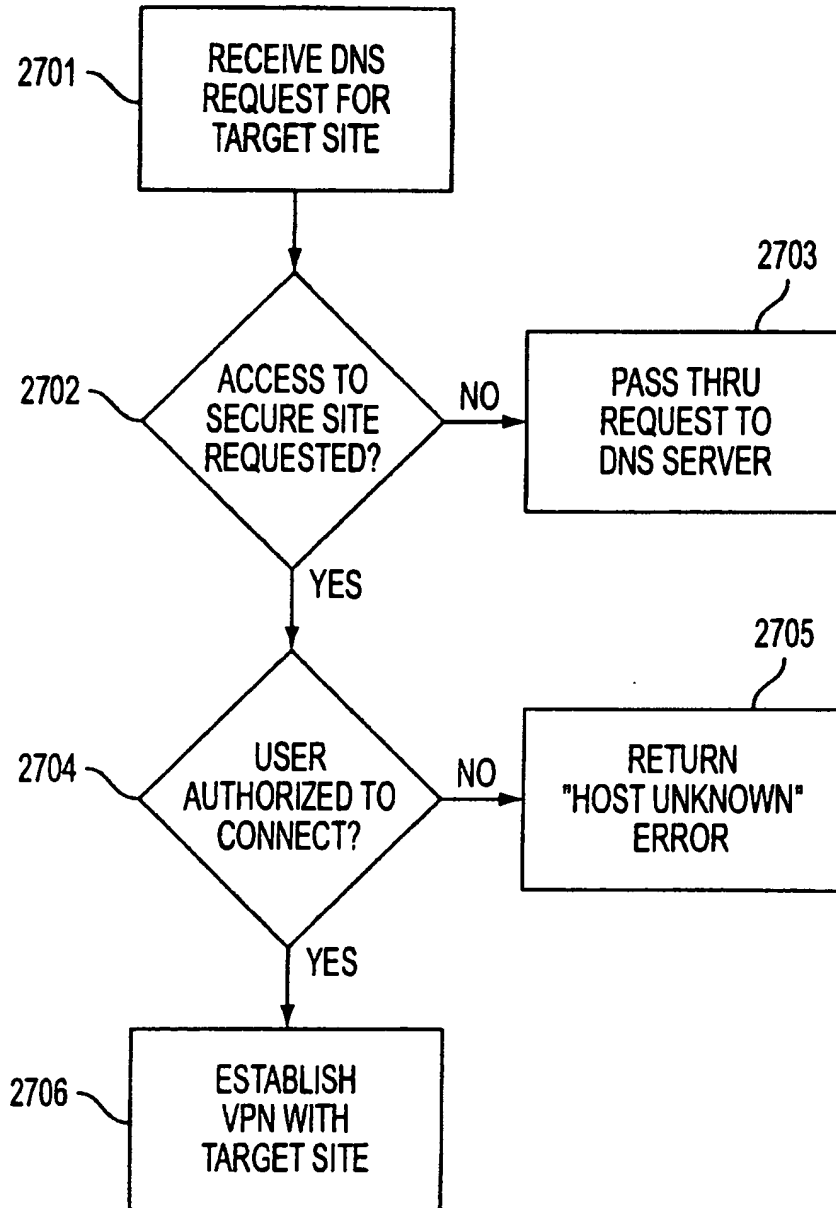 2701
RECEIVE DNS
REQUEST FOR
TARGET SITE
2702
ACCESS TO
SECURE SITE
REQUESTED?
NO
2703
PASS THRU
REQUEST TO
DNS SERVER
YES
2704
USER
AUTHORIZED TO
CONNECT?
NO
2705
RETURN
"HOST UNKNOWN"
ERROR
YES
2706
ESTABLISH
VPN WITH
TARGET SITE